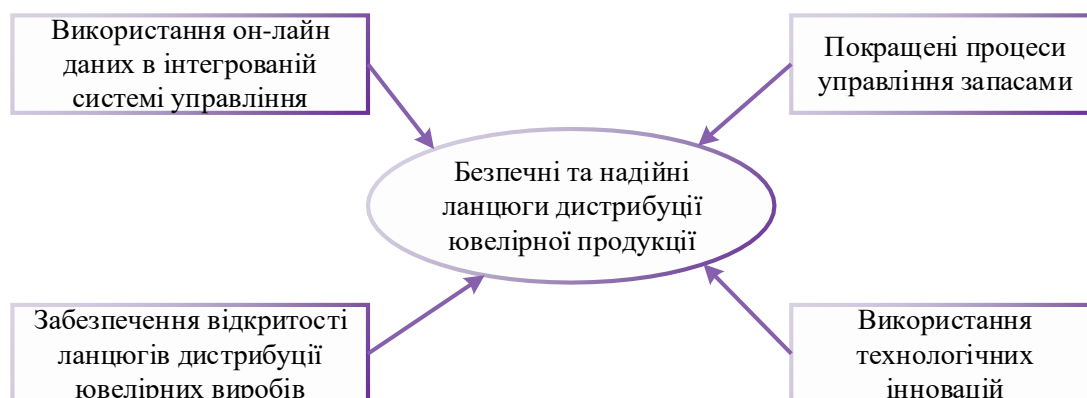 Використання он-лайн
даних в інтегрованій
системі управління
Покращені процеси
управління запасами
Безпечні та надійні
ланцюги дистрибуції
ювелірної продукції
Забезпечення відкритості
ланцюгів дистрибуції
ювелірних виробів
Використання
технологічних
інновацій